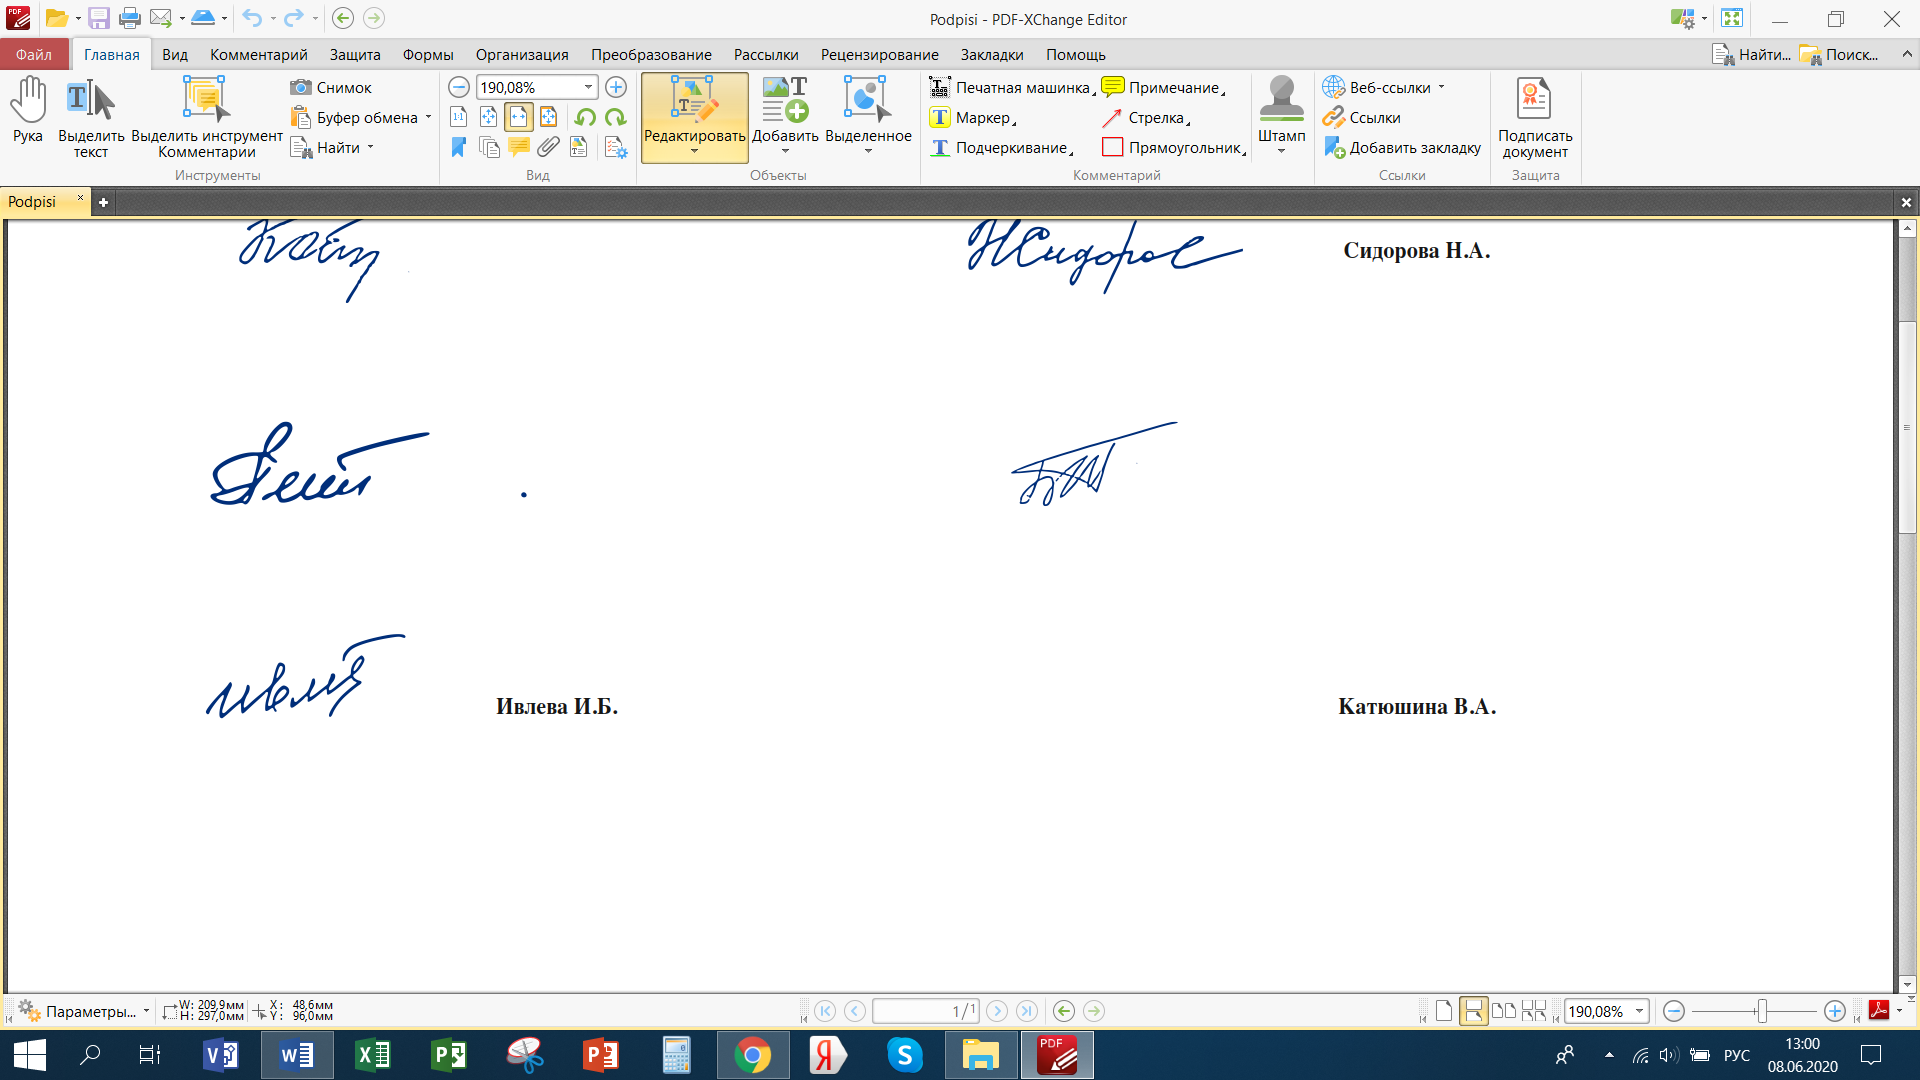 Podpisi - PDF-XChange Editor
Файл Главная Вид Комментарий Защита Формы Организация Преобразование Рассылки Рецензирование Закладки Помощь Найти... Поиск...
Рука
Выделить текст
Выделить инструмент Комментарии
Снимок
Буфер обмена
Найти
Инструменты
190,08%
Вид
Редактировать
Добавить
Выделенное
Объекты
Печатная машинка
Маркер
Подчеркивание
Примечание
Стрелка
Прямоугольник
Комментарий
Штамп
Веб-ссылки
Ссылки
Добавить закладку
Ссылки
Подписать документ
Защита
Podpisi
НСидоров
Сидорова Н.А.
Ивлева И.Б.
Катюшина В.А.
Параметры...
W: 209,9мм
H: 297,0мм
X: 48,6мм
Y: 96,0мм
1/1
190,08%
РУС
13:00
08.06.2020